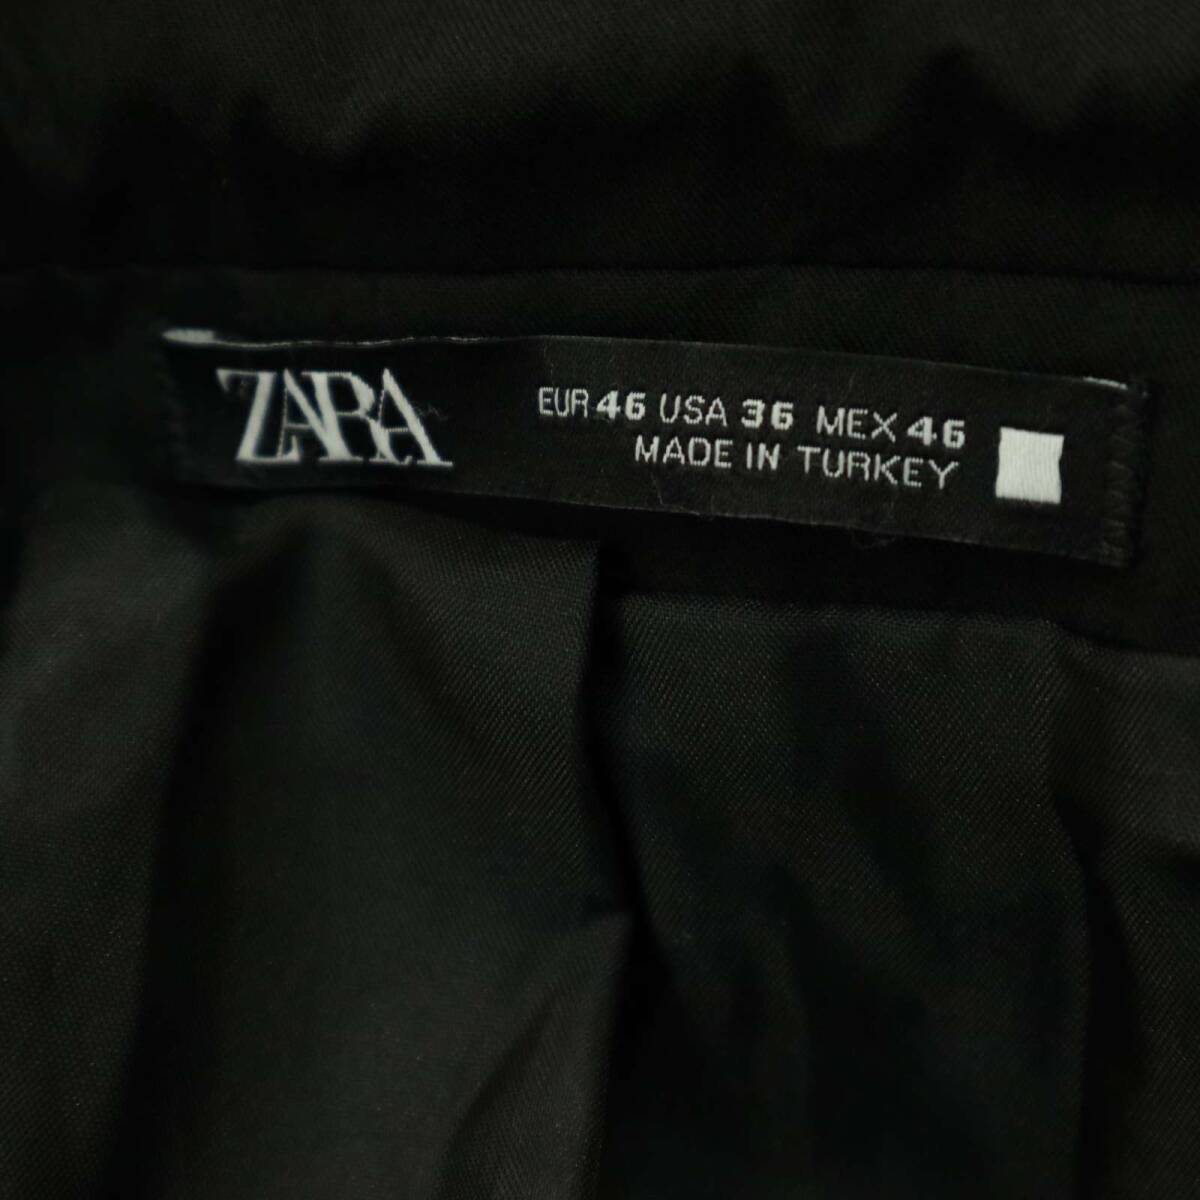 ZARA
EUR 46 USA 36 MEX 46
MADE IN TURKEY